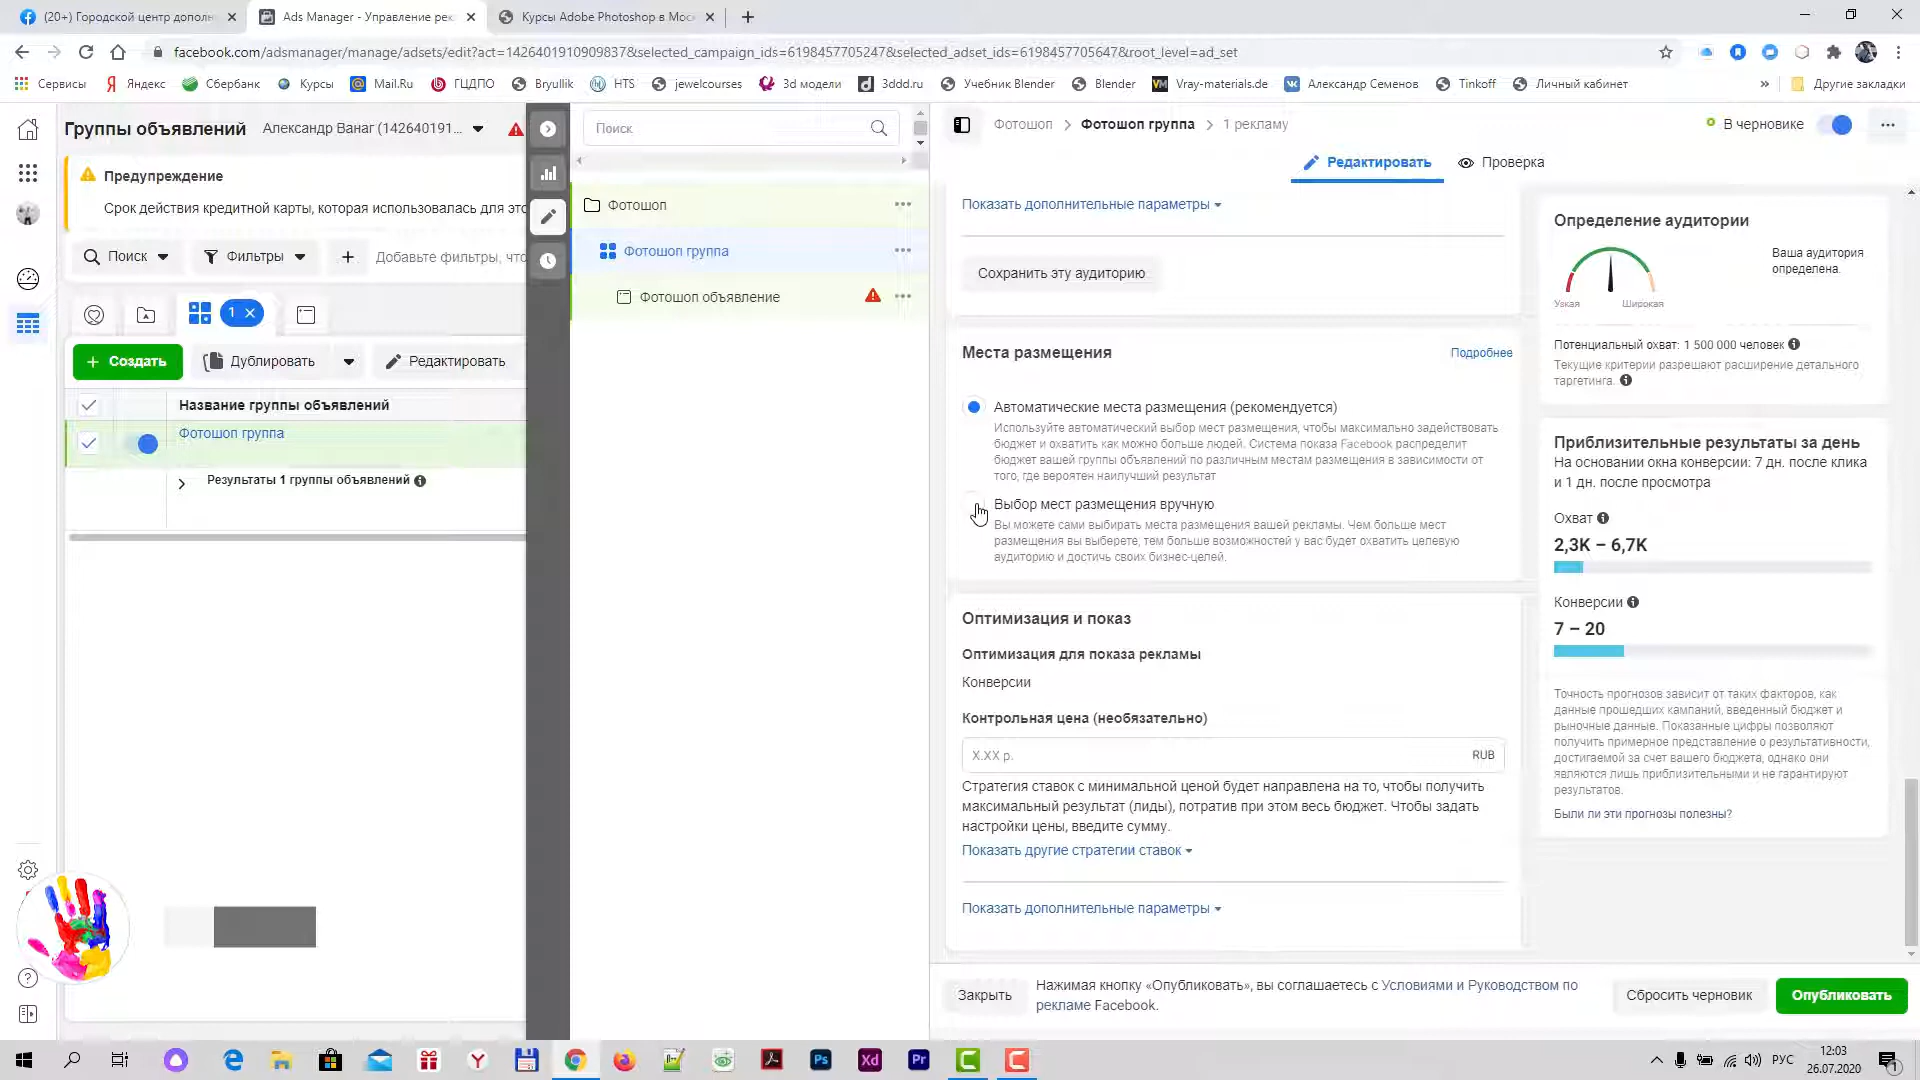 (20+) Городской центр дополн
Ads Manager - Управление рек
Курсы Adobe Photoshop в Мос
facebook.com/adsmanager/manage/adsets/edit?act=1426401910909837&selected_campaign_ids=6198457705247&selected_adset_ids=6198457705647&root_level=ad_set
Сервисы
Яндекс
Сбербанк
Курсы
Mail.Ru
ГЦДПО
Bryullik
HTS
jewelcourses
3d модели
3ddd.ru
Учебник Blender
Blender
Vray-materials.de
Александр Семенов
Tinkoff
Личный кабинет
»
Другие закладки
Группы объявлений
Александр Ванаг (142640191...
Предупреждение
Срок действия кредитной карты, которая использовалась для это
Поиск
Фильтры
Добавьте фильтры, что
1 ×
+ Создать
Дублировать
Редактировать
Название группы объявлений
Фотошоп группа
Результаты 1 группы объявлений
Поиск
Фотошоп
Фотошоп группа
Фотошоп объявление
Фотошоп > Фотошоп группа > 1 рекламу
В черновике
Редактировать
Проверка
Показать дополнительные параметры
Сохранить эту аудиторию
Места размещения
Подробнее
Автоматические места размещения (рекомендуется)
Используйте автоматический выбор мест размещения, чтобы максимально задействовать
бюджет и охватить как можно больше людей. Система показа Facebook распределит
бюджет вашей группы объявлений по различным местам размещения в зависимости от
того, где вероятен наилучший результат
Выбор мест размещения вручную
Вы можете сами выбирать места размещения вашей рекламы. Чем больше мест
размещения вы выберете, тем больше возможностей у вас будет охватить целевую
аудиторию и достичь своих бизнес-целей.
Оптимизация и показ
Оптимизация для показа рекламы
Конверсии
Контрольная цена (необязательно)
X.XX р.
RUB
Стратегия ставок с минимальной ценой будет направлена на то, чтобы получить
максимальный результат (лиды), потратив при этом весь бюджет. Чтобы задать
настройки цены, введите сумму.
Показать другие стратегии ставок
Показать дополнительные параметры
Определение аудитории
Ваша аудитория
определена.
Узкая
Широкая
Потенциальный охват: 1 500 000 человек
Текущие критерии разрешают расширение детального
таргетинга.
Приблизительные результаты за день
На основании окна конверсии: 7 дн. после клика
и 1 дн. после просмотра
Охват
2,3K – 6,7K
Конверсии
7 – 20
Точность прогнозов зависит от таких факторов, как
данные прошедших кампаний, введенный бюджет и
рыночные данные. Показанные цифры позволяют
получить примерное представление о результативности,
достигаемой за счет вашего бюджета, однако они
являются лишь приблизительными и не гарантируют
результатов.
Были ли эти прогнозы полезны?
Закрыть
Нажимая кнопку «Опубликовать», вы соглашаетесь с Условиями и Руководством по
рекламе Facebook.
Сбросить черновик
Опубликовать
РУС
12:03
26.07.2020